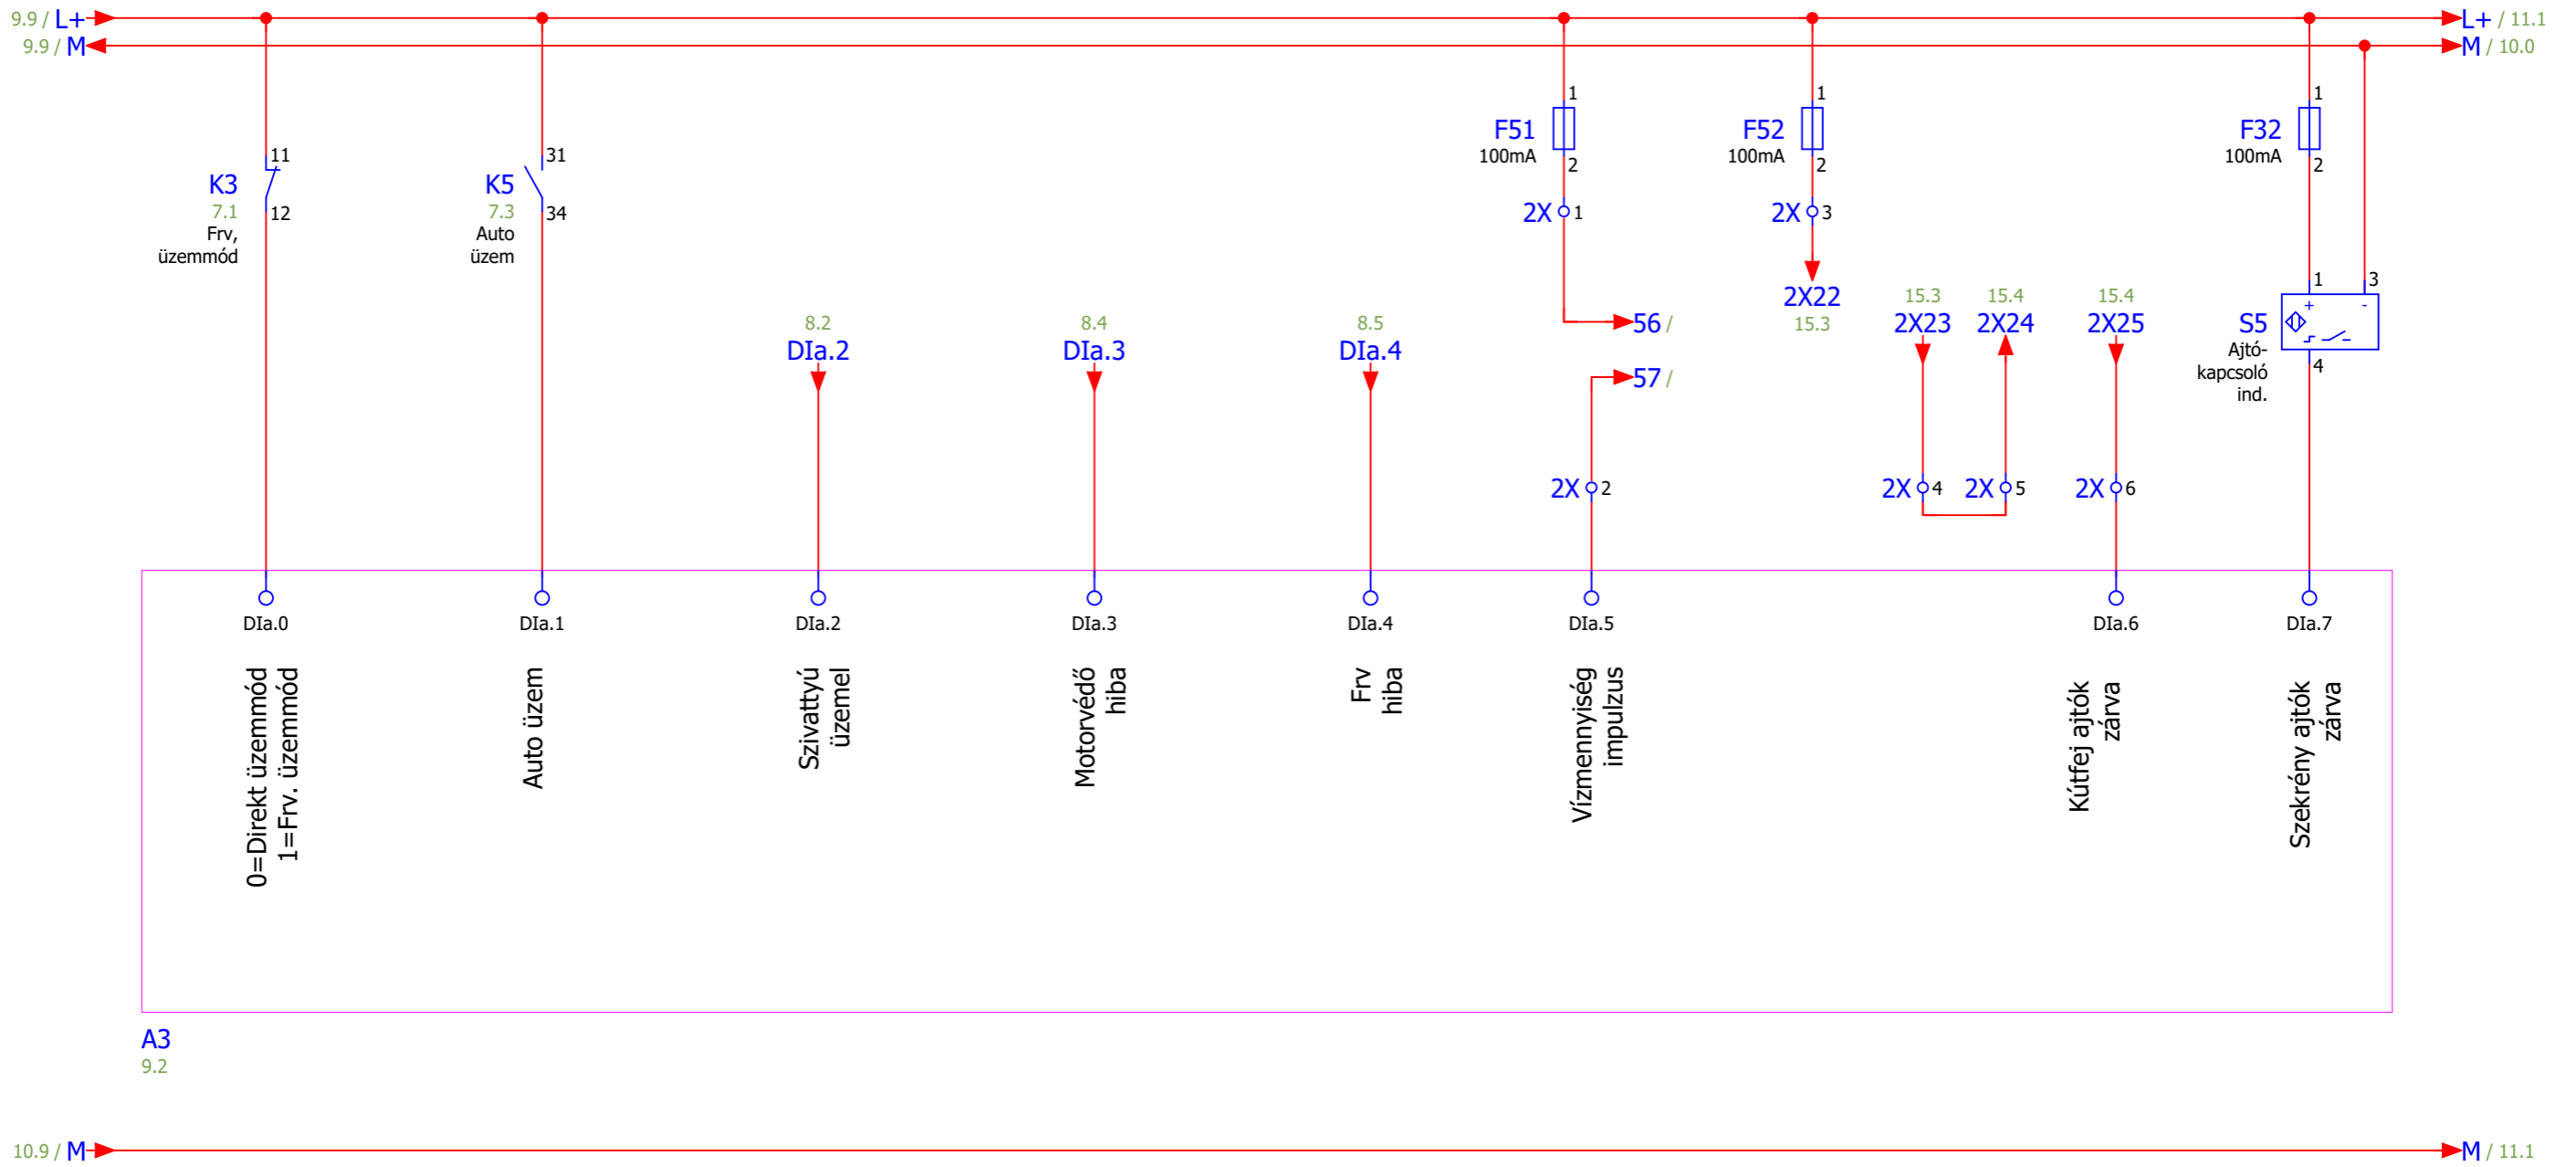 9.9 / L+
L+ / 11.1
9.9 / M
M / 10.0
K3
7.1
Frv,
üzemmód
11
12
K5
7.3
Auto
üzem
31
34
F51
100mA
1
2
2X
1
F52
100mA
1
2
2X
3
2X22
15.3
F32
100mA
1
2
56 /
57 /
8.2
DIa.2
8.4
DIa.3
8.5
DIa.4
15.3
2X23
15.4
2X24
15.4
2X25
S5
Ajtó-
kapcsoló
ind.
1
3
+
-
4
2X
2
2X
4
2X
5
2X
6
DIa.0
DIa.1
DIa.2
DIa.3
DIa.4
DIa.5
DIa.6
DIa.7
0=Direkt üzemmód
1=Frv. üzemmód
Auto üzem
Szivattyú
üzemel
Motorvédő
hiba
Frv
hiba
Vízmennyiség
impulzus
Kútfej ajtók
zárva
Szekrény ajtók
zárva
A3
9.2
10.9 / M
M / 11.1